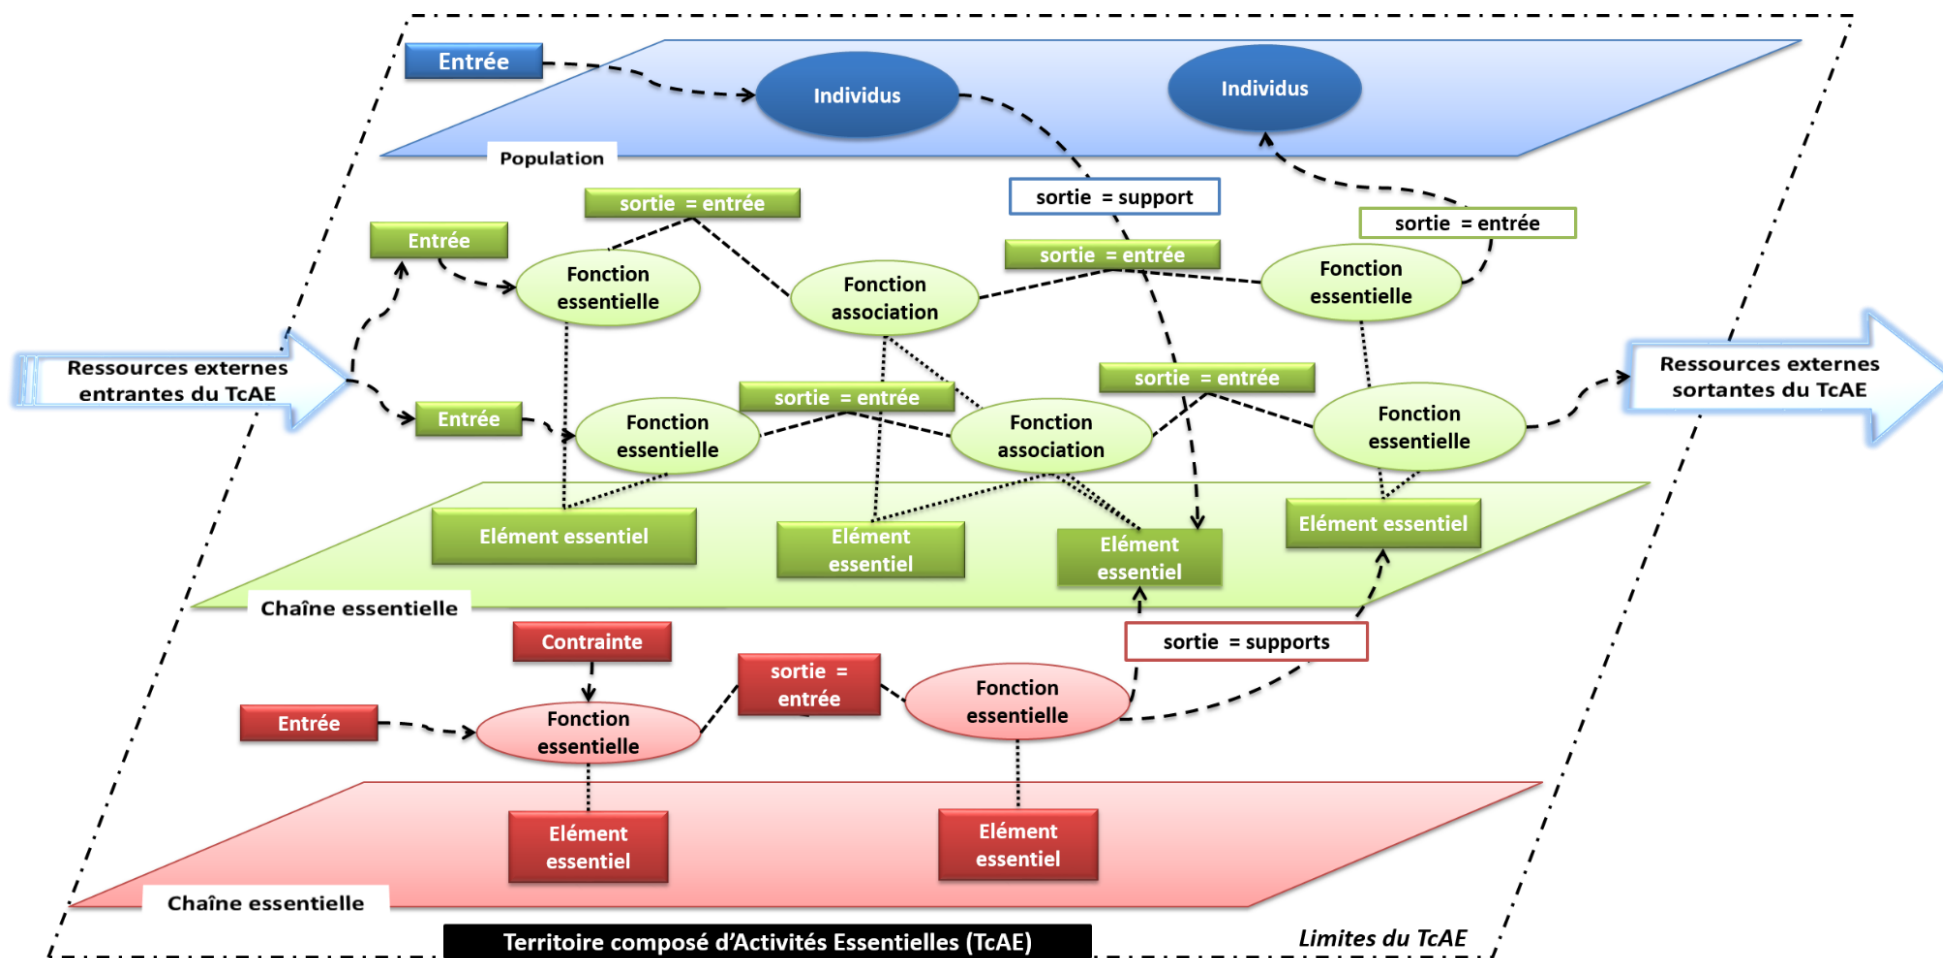 Entrée
Individus
Individus
Population
sortie = entrée
sortie = support
sortie = entrée
Entrée
sortie = entrée
Fonction
essentielle
Fonction
association
Fonction
essentielle
Ressources externes
entrantes du TcAE
Ressources externes
sortantes du TcAE
sortie = entrée
sortie = entrée
Entrée
Fonction
essentielle
Fonction
association
Fonction
essentielle
Elément essentiel
Elément
essentiel
Elément
essentiel
Elément essentiel
Chaîne essentielle
Contrainte
sortie = supports
sortie =
entrée
Entrée
Fonction
essentielle
Fonction
essentielle
Elément
essentiel
Elément
essentiel
Chaîne essentielle
Territoire composé d’Activités Essentielles (TcAE)
Limites du TcAE